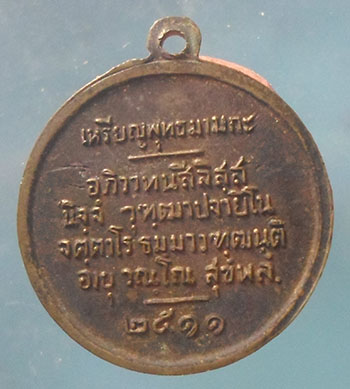 เหรียญพุทธมามกะ
อภิวาทนสีลิสฺส
นิจฺจํ วุฑฺฒาปจายิโน
จตฺตาโร ธมฺมา วฑฺฒนฺติ
อายุ วณฺโณ สุขํ พลํ.
๒๕๑๑